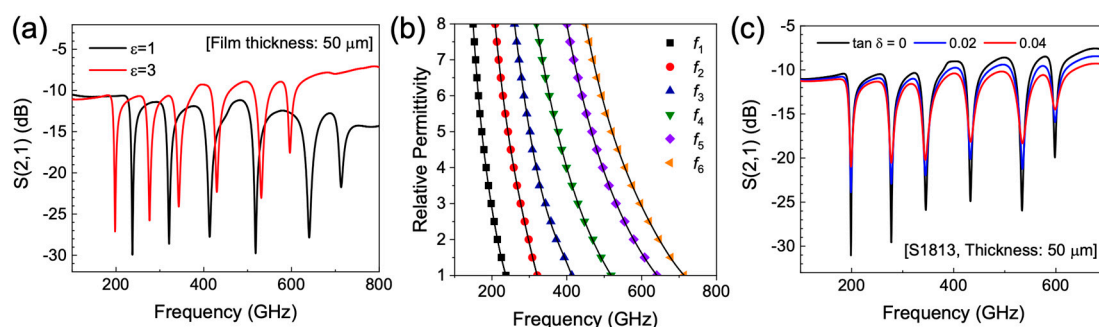 (a)
ε=1
ε=3
[Film thickness: 50 μm]
-5
-10
-15
-20
-25
-30
S(2,1) (dB)
200 400 600 800
Frequency (GHz)
(b)
8
7
6
5
4
3
2
1
Relative Permittivity
f1
f2
f3
f4
f5
f6
200 400 600 800
Frequency (GHz)
(c)
tan δ = 0 0.02 0.04
-5
-10
-15
-20
-25
-30
S(2,1) (dB)
[S1813, Thickness: 50 μm]
200 400 600
Frequency (GHz)